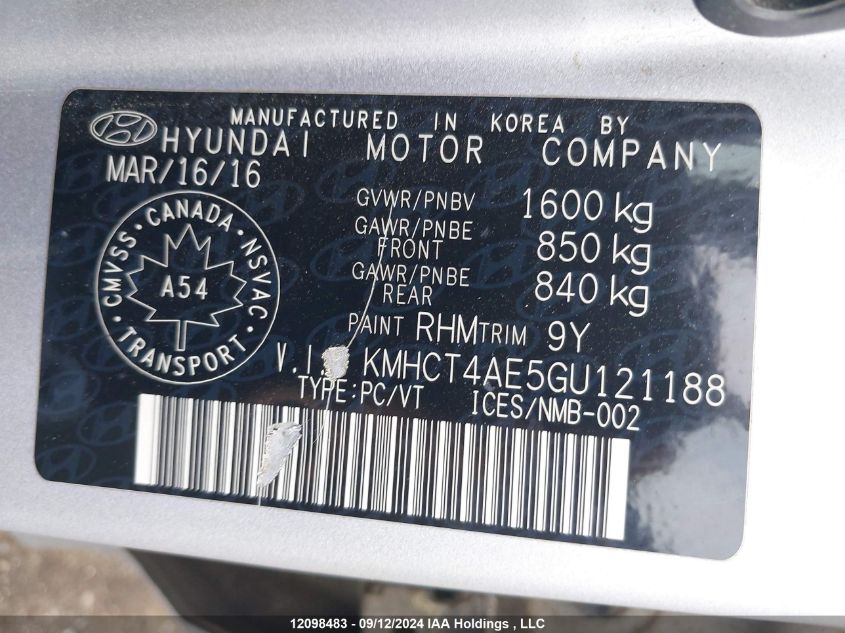 MANUFACTURED IN KOREA BY
HYUNDAI MOTOR COMPANY
MAR/16/16
GVWR/PNBV 1600 kg
GAWR/PNBE FRONT 850 kg
GAWR/PNBE REAR 840 kg
PAINT RHM TRIM 9Y
CANADA
CMVSS · NSVAC
A54
TRANSPORT
V.I. KMHCT4AE5GU121188
TYPE:PC/VT ICES/NMB-002
12098483 - 09/12/2024 IAA Holdings , LLC